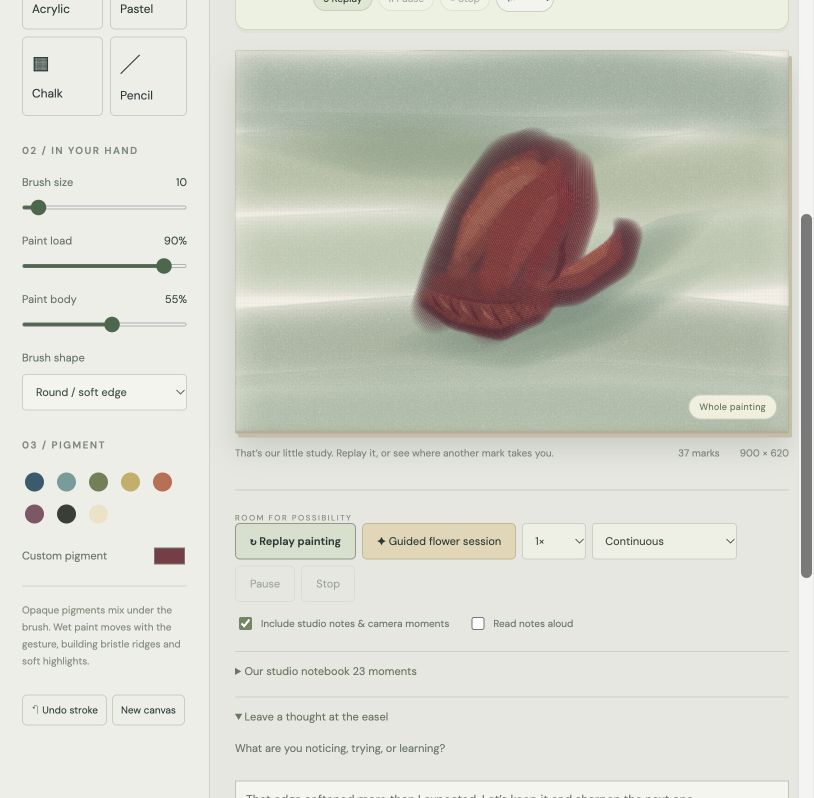 Acrylic
Pastel
Chalk
Pencil
02 / IN YOUR HAND
Brush size 10
Paint load 90%
Paint body 55%
Brush shape
Round / soft edge
03 / PIGMENT
Custom pigment
Opaque pigments mix under the
brush. Wet paint moves with the
gesture, building bristle ridges and
soft highlights.
Undo stroke
New canvas
Whole painting
That's our little study. Replay it, or see where another mark takes you.
37 marks
900 × 620
ROOM FOR POSSIBILITY
↻ Replay painting
✦ Guided flower session
1×
Continuous
Pause
Stop
Include studio notes & camera moments
Read notes aloud
Our studio notebook 23 moments
Leave a thought at the easel
What are you noticing, trying, or learning?